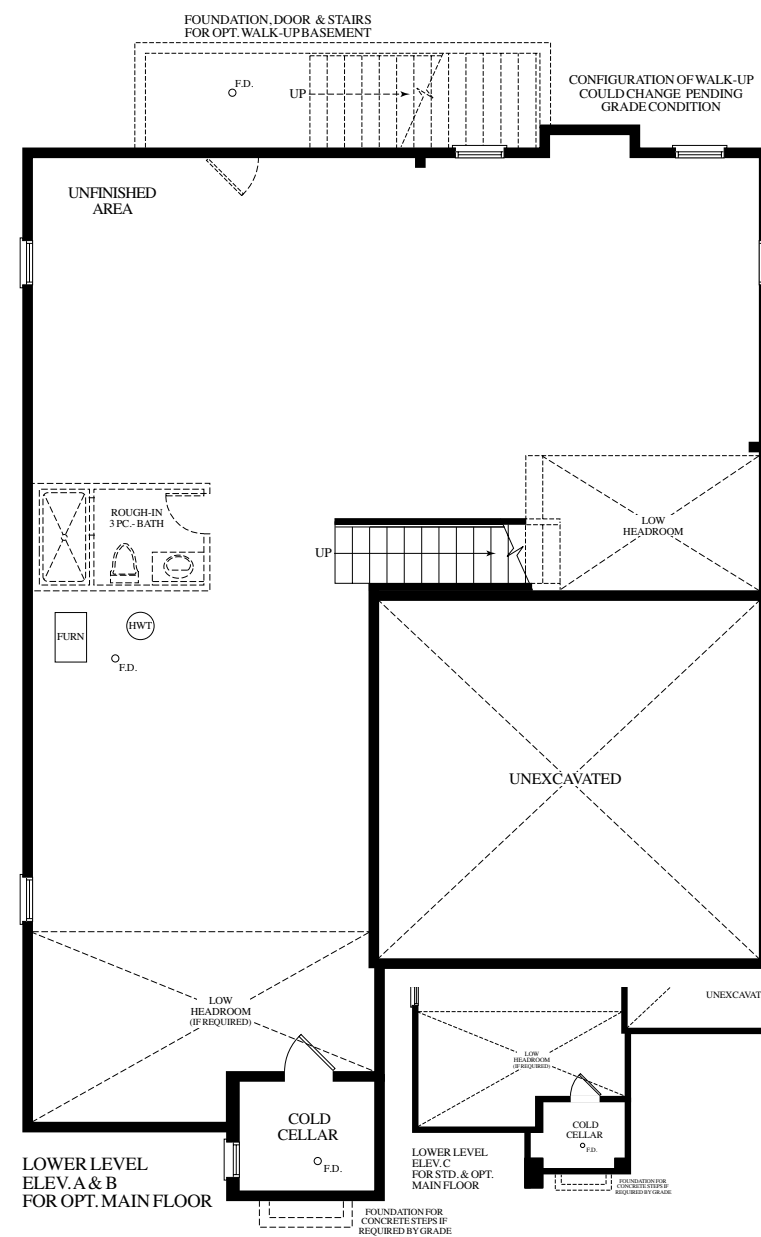 FOUNDATION, DOOR & STAIRS
FOR OPT. WALK-UP BASEMENT
F.D.
UP
CONFIGURATION OF WALK-UP
COULD CHANGE PENDING
GRADE CONDITION
UNFINISHED
AREA
ROUGH-IN
3 PC.- BATH
LOW
HEADROOM
UP
FURN
HWT
F.D.
UNEXCAVATED
LOW
HEADROOM
(IF REQUIRED)
UNEXCAVAT
LOW
HEADROOM
(IF REQUIRED)
COLD
CELLAR
F.D.
COLD
CELLAR
F.D.
LOWER LEVEL
ELEV. A & B
FOR OPT. MAIN FLOOR
LOWER LEVEL
ELEV. C
FOR STD. & OPT.
MAIN FLOOR
FOUNDATION FOR
CONCRETE STEPS IF
REQUIRED BY GRADE
FOUNDATION FOR
CONCRETE STEPS IF
REQUIRED BY GRADE